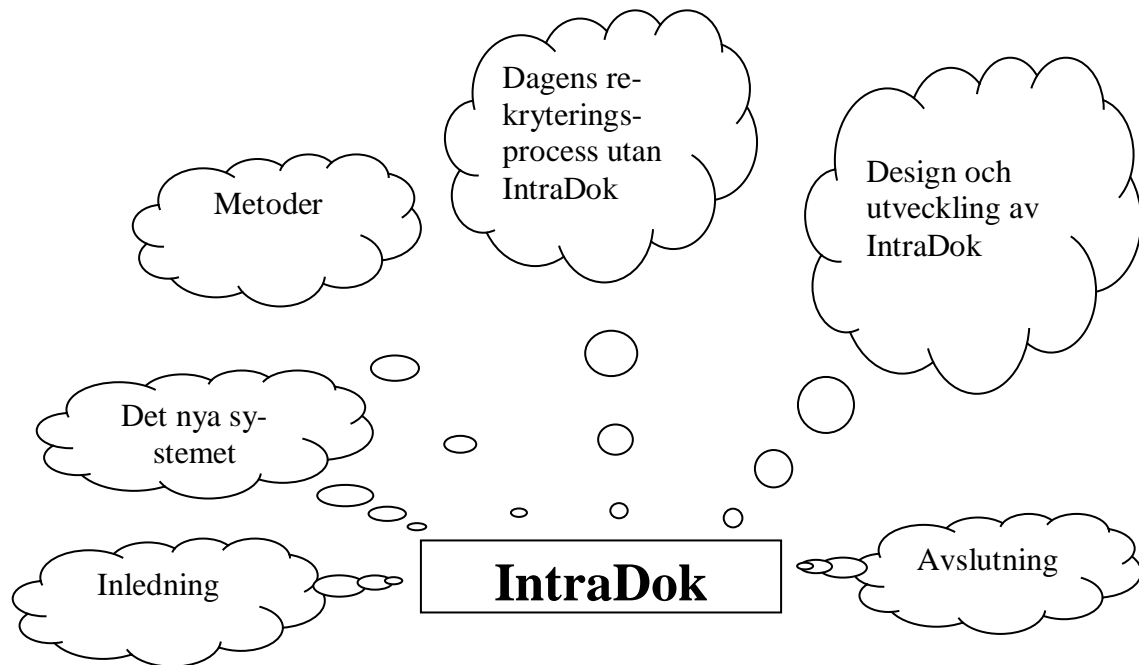 Dagens re-
kryterings-
process utan
IntraDok
Design och
utveckling av
IntraDok
Metoder
Det nya sy-
stemet
Inledning
IntraDok
Avslutning